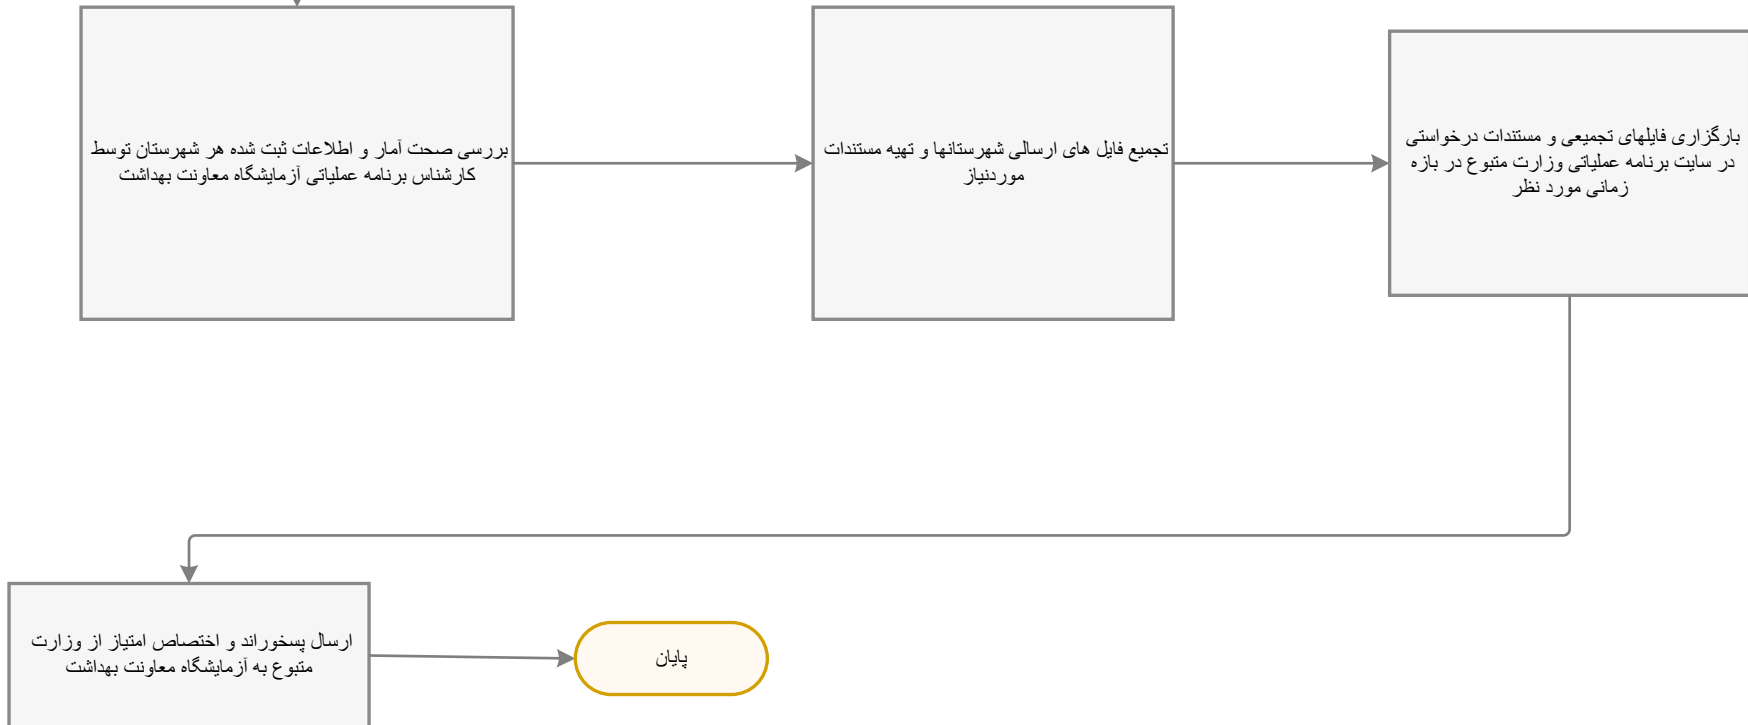 بررسی صحت آمار و اطلاعات ثبت شده هر شهرستان توسط
کارشناس برنامه عملیاتی آزمایشگاه معاونت بهداشت
تجمیع فایل های ارسالی شهرستانها و تهیه مستندات
موردنیاز
بارگزاری فایلهای تجمیعی و مستندات درخواستی
در سایت برنامه عملیاتی وزارت متبوع در بازه
زمانی مورد نظر
ارسال پسخوراند و اختصاص امتیاز از وزارت
متبوع به آزمایشگاه معاونت بهداشت
پایان